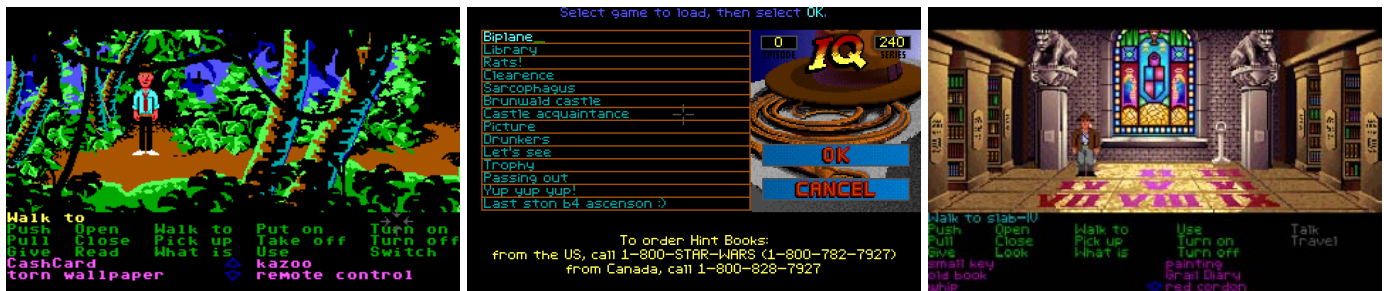 Walk to
Push Open Walk to Put on Turn on
Pull Close Pick up Take off Turn off
Give Read What is Use Switch
CashCard kazoo
torn wallpaper remote control
Select game to load, then select OK.
Biplane_
Library
Rats!
Clearence
Sarcophagus
Brunwald castle
Castle acquaintance
Picture
Drunkers
Let's see
Trophy
Passing out
Yup yup yup!
Last ston b4 ascenson :)
0 IQ 240
EPISODE SERIES
OK
CANCEL
To order Hint Books:
from the US, call 1-800-STAR-WARS (1-800-782-7927)
from Canada, call 1-800-828-7927
Walk to slab-IV
Push Open Walk to Use Talk
Pull Close Pick up Turn on Travel
Give Look What is Turn off
small key painting
old book Grail Diary
whip red cordon